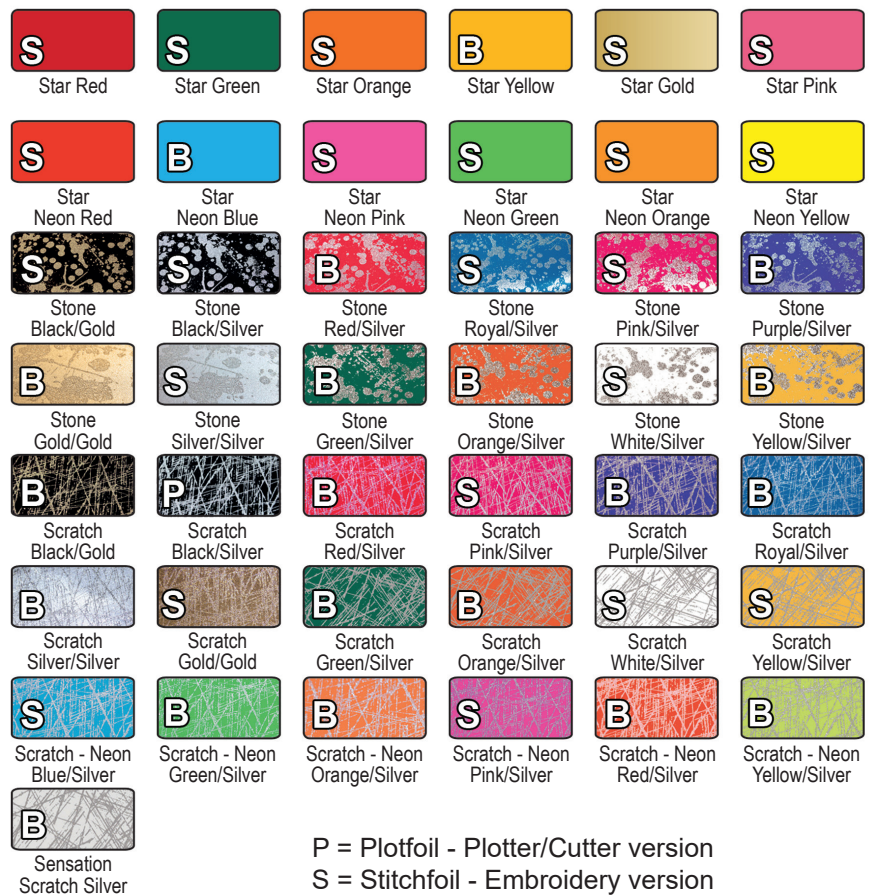 S S S B S S
Star Red Star Green Star Orange Star Yellow Star Gold Star Pink
S B S S S S
Star Star Star Star Star Star
Neon Red Neon Blue Neon Pink Neon Green Neon Orange Neon Yellow
S S B S S B
Stone Stone Stone Stone Stone Stone
Black/Gold Black/Silver Red/Silver Royal/Silver Pink/Silver Purple/Silver
B S B B S B
Stone Stone Stone Stone Stone Stone
Gold/Gold Silver/Silver Green/Silver Orange/Silver White/Silver Yellow/Silver
B P B S B B
Scratch Scratch Scratch Scratch Scratch Scratch
Black/Gold Black/Silver Red/Silver Pink/Silver Purple/Silver Royal/Silver
B S B B S S
Scratch Scratch Scratch Scratch Scratch Scratch
Silver/Silver Gold/Gold Green/Silver Orange/Silver White/Silver Yellow/Silver
S B B S B B
Scratch - Neon Scratch - Neon Scratch - Neon Scratch - Neon Scratch - Neon Scratch - Neon
Blue/Silver Green/Silver Orange/Silver Pink/Silver Red/Silver Yellow/Silver
B
Sensation
Scratch Silver
P = Plotfoil - Plotter/Cutter version
S = Stitchfoil - Embroidery version